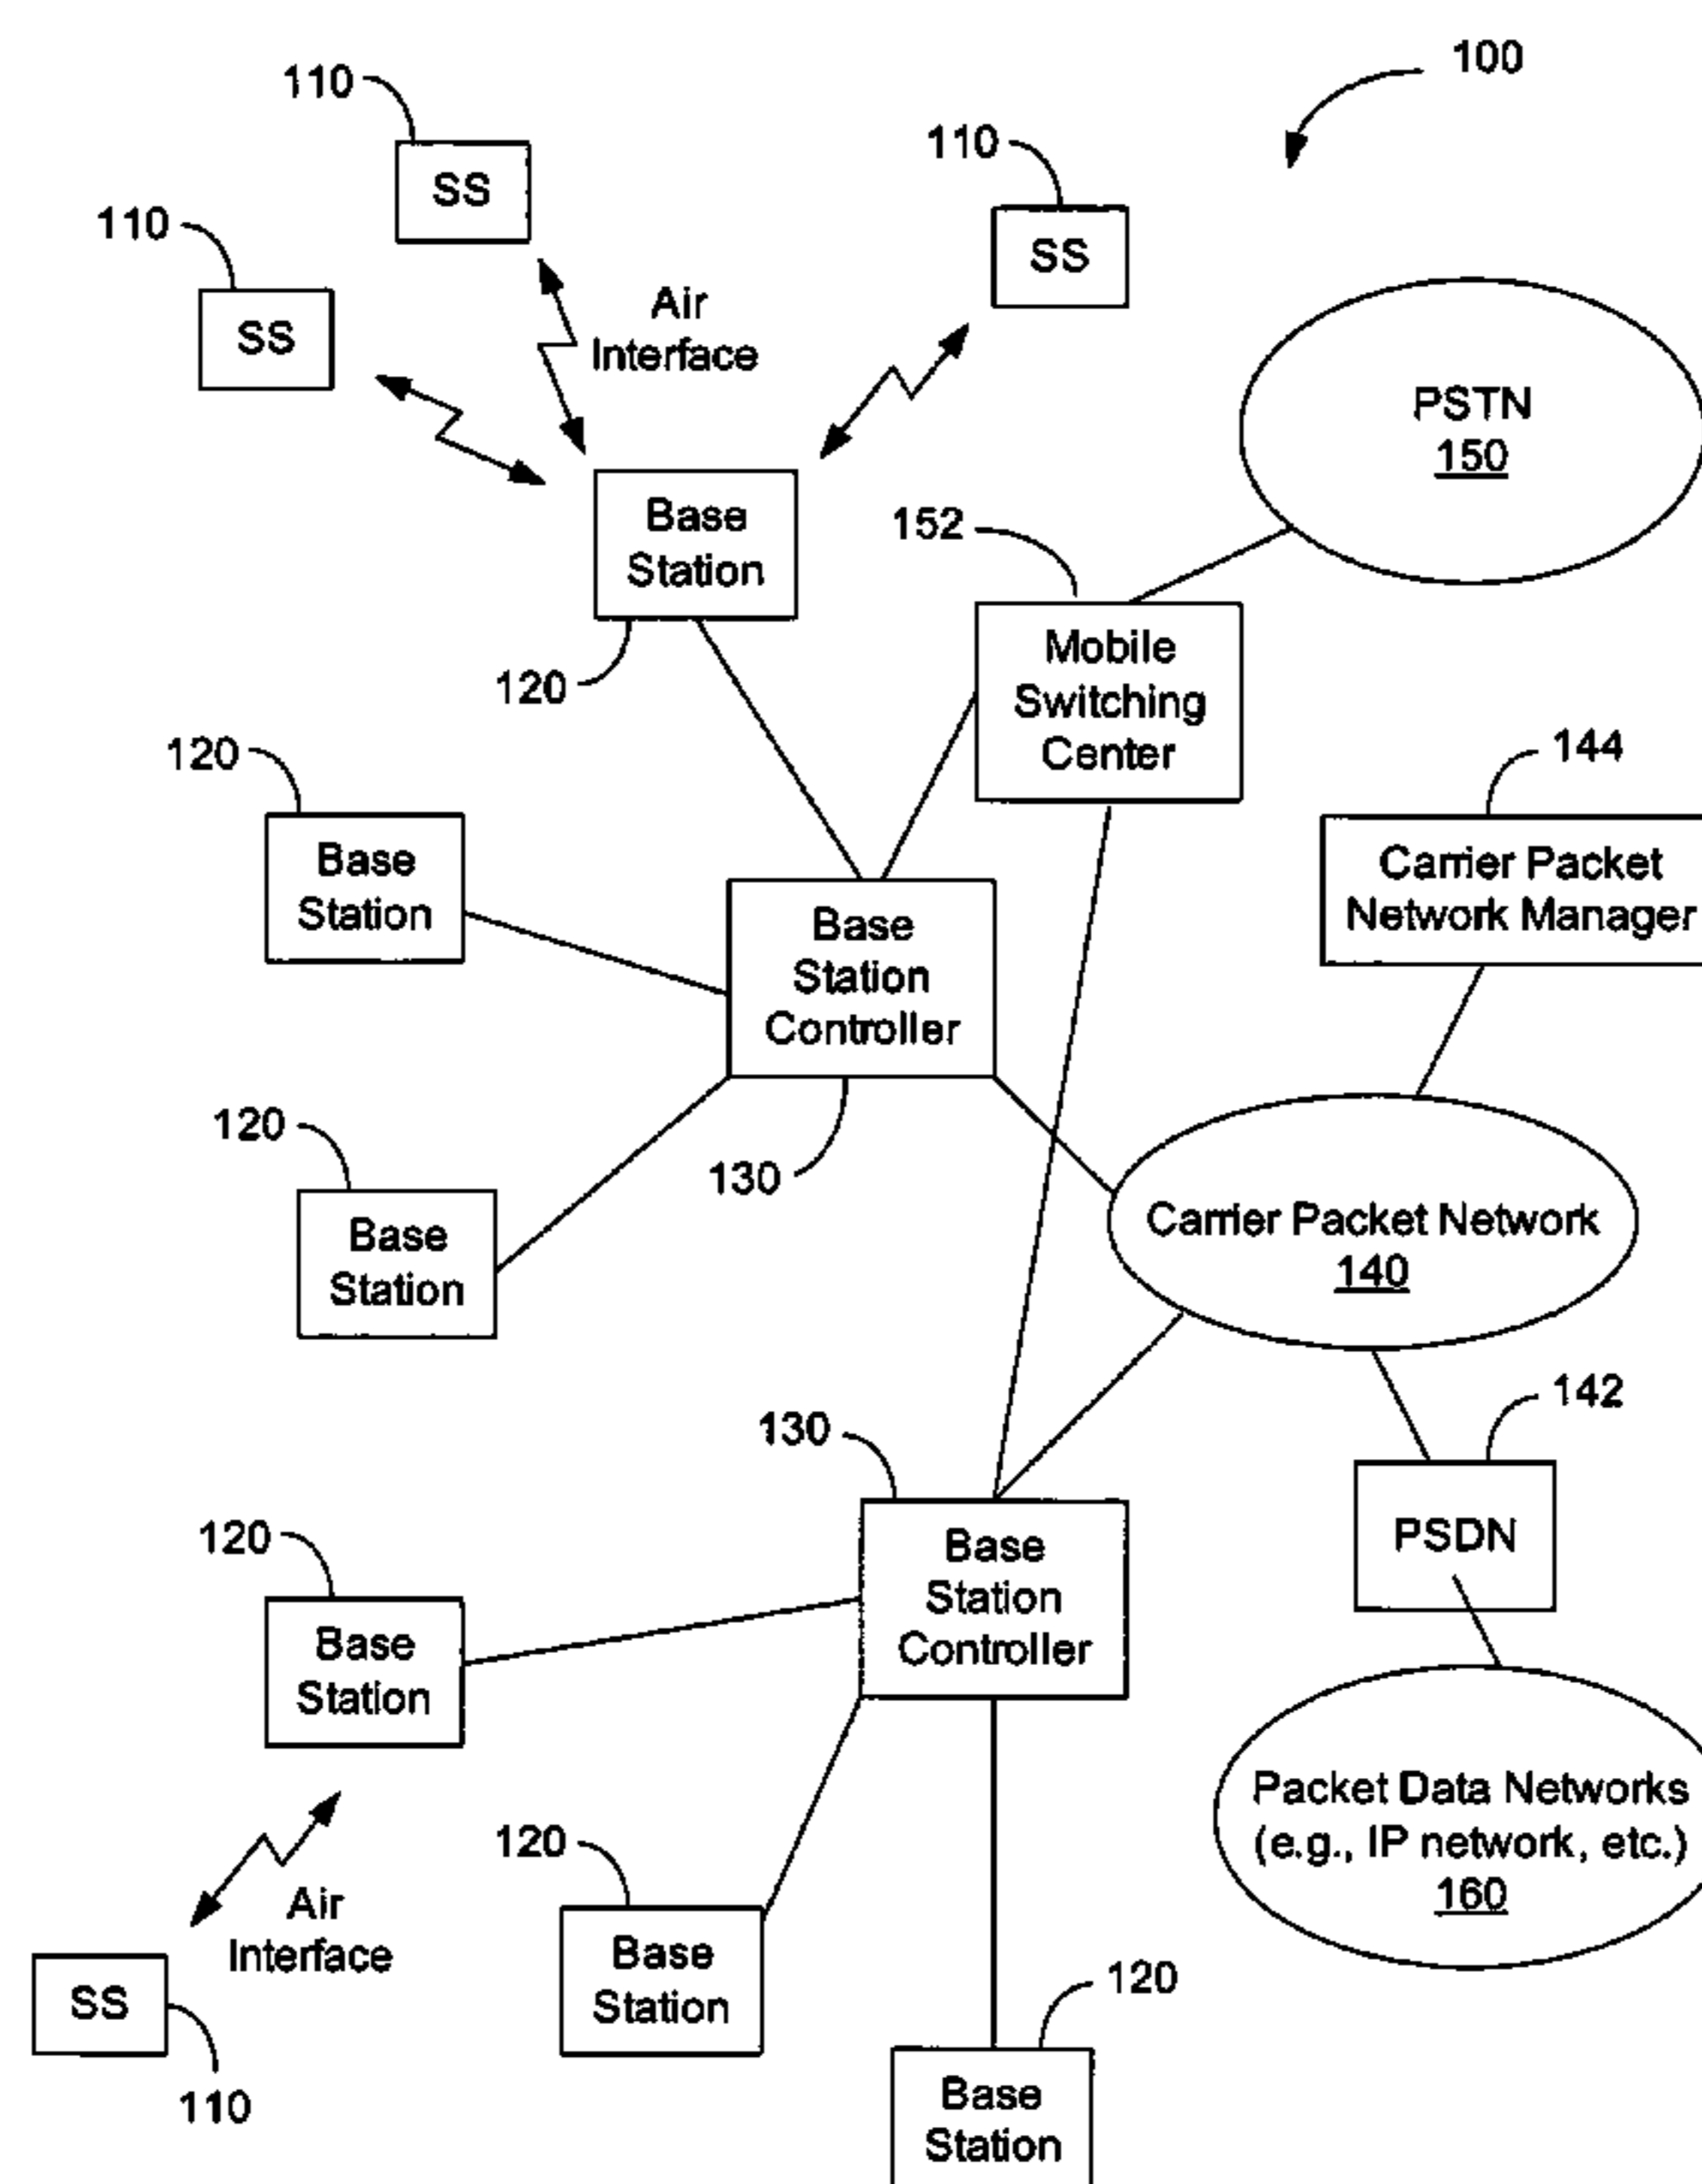 100
110
110
110
SS
SS
SS
Air
Interface
PSTN
150
Base
Station
120
152
Mobile
Switching
Center
120
Base
Station
144
Carrier Packet
Network Manager
Base
Station
Controller
130
120
Base
Station
Carrier Packet Network
140
142
PSDN
130
Base
Station
Controller
120
Base
Station
Packet Data Networks
(e.g., IP network, etc.)
160
Air
Interface
SS
110
120
Base
Station
120
Base
Station